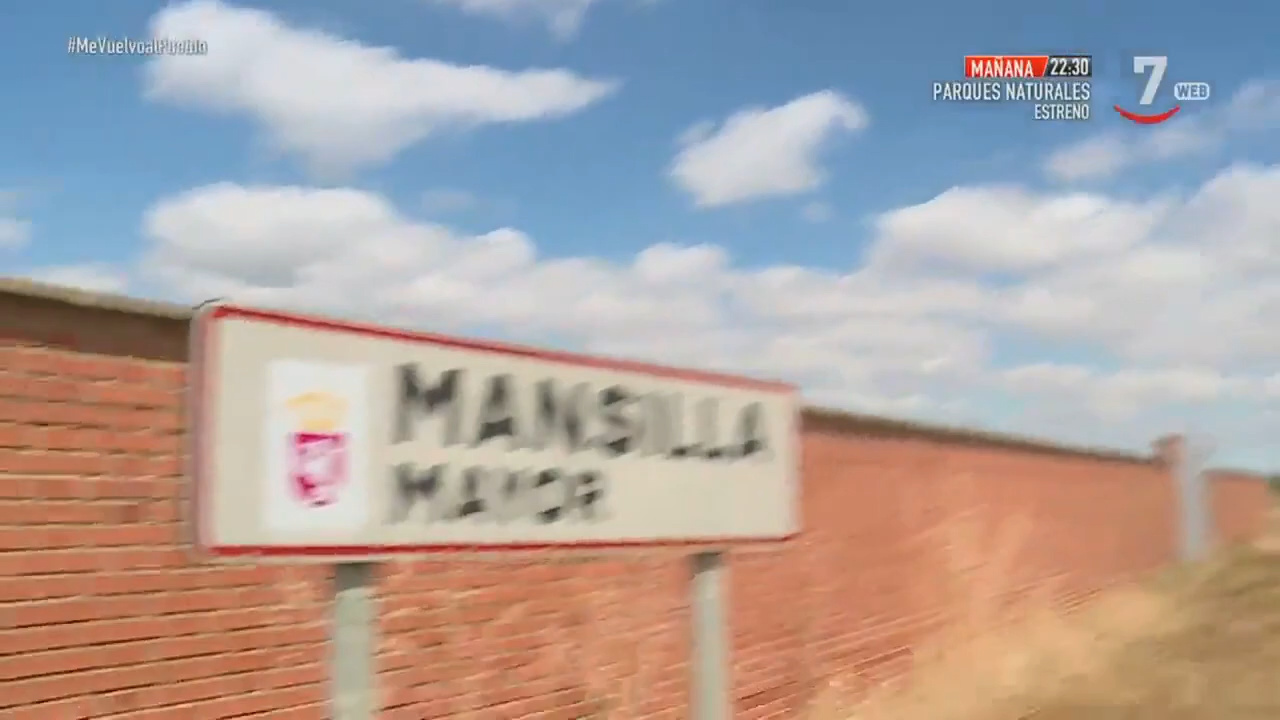 #MeVuelvoalPueblo
MAÑANA 22:30
PARQUES NATURALES
ESTRENO
7 WEB
MANSILLA
MAYOR